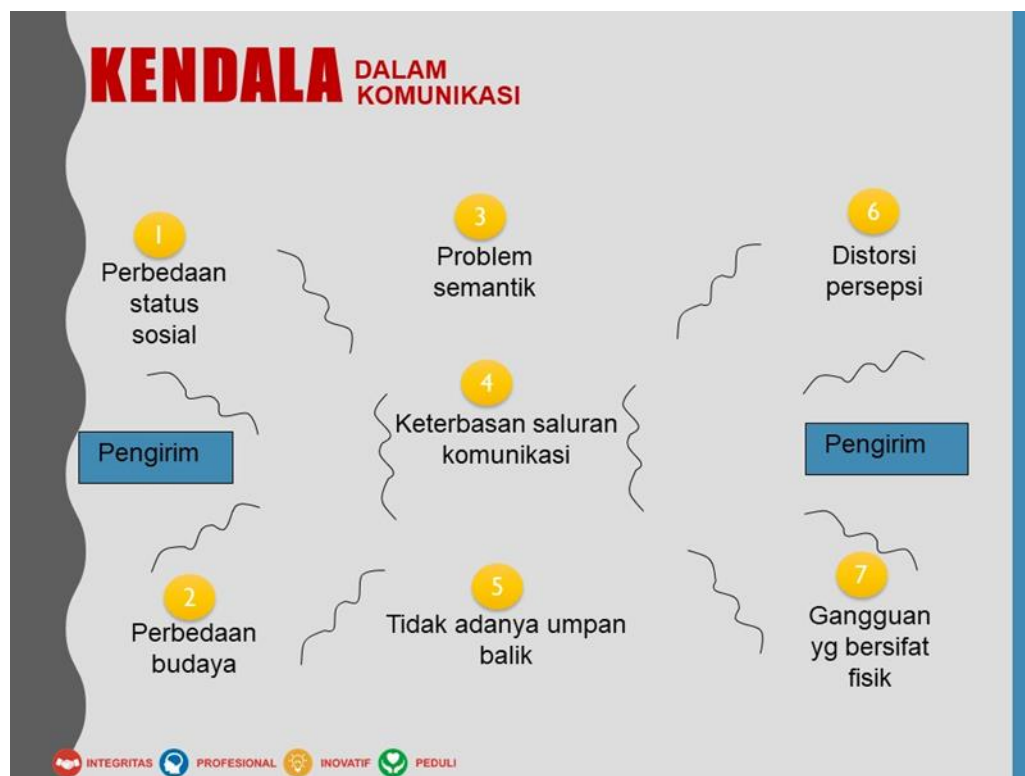 KENDALA DALAM
KOMUNIKASI
1
Perbedaan
status
sosial
3
Problem
semantik
6
Distorsi
persepsi
4
Keterbasan saluran
komunikasi
Pengirim
Pengirim
2
Perbedaan
budaya
5
Tidak adanya umpan
balik
7
Gangguan
yg bersifat
fisik
INTEGRITAS PROFESIONAL INOVATIF PEDULI